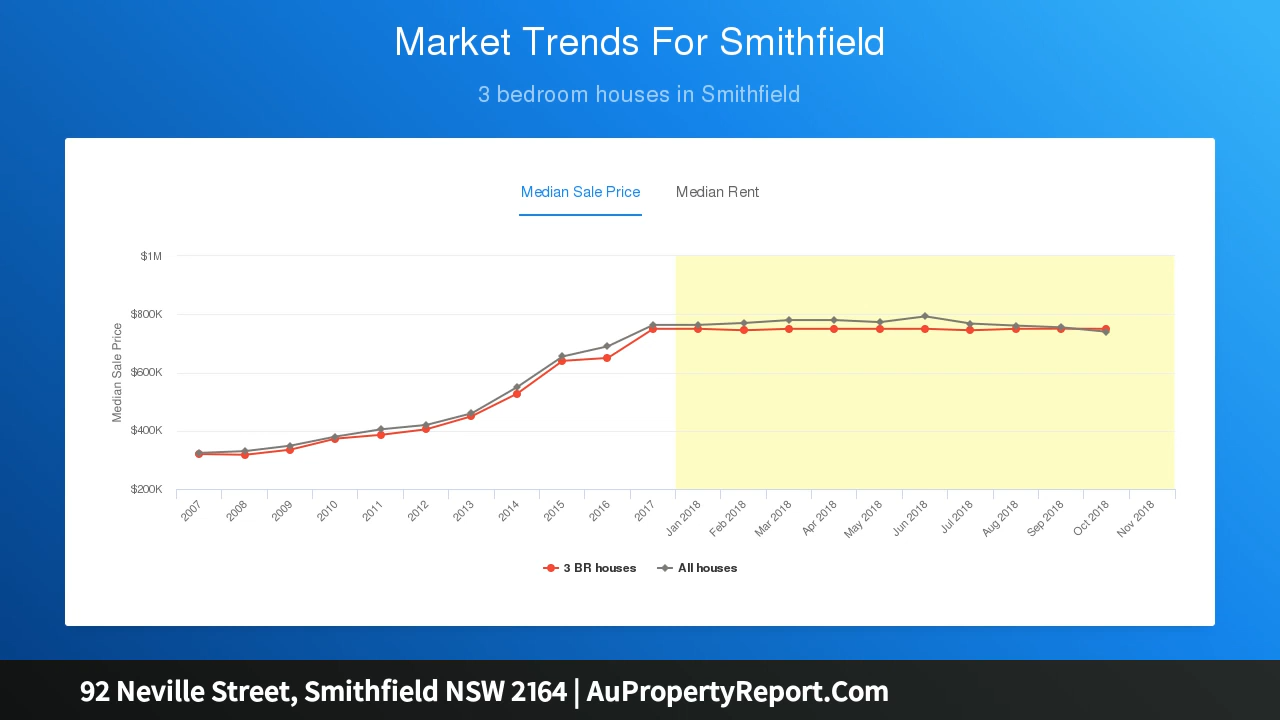 Market Trends For Smithfield
3 bedroom houses in Smithfield
Median Sale Price
Median Rent
Median Sale Price
$1M
$800K
$600K
$400K
$200K
2007
2008
2009
2010
2011
2012
2013
2014
2015
2016
2017
Jan 2018
Feb 2018
Mar 2018
Apr 2018
May 2018
Jun 2018
Jul 2018
Aug 2018
Sep 2018
Oct 2018
Nov 2018
3 BR houses
All houses
92 Neville Street, Smithfield NSW 2164 | AuPropertyReport.Com